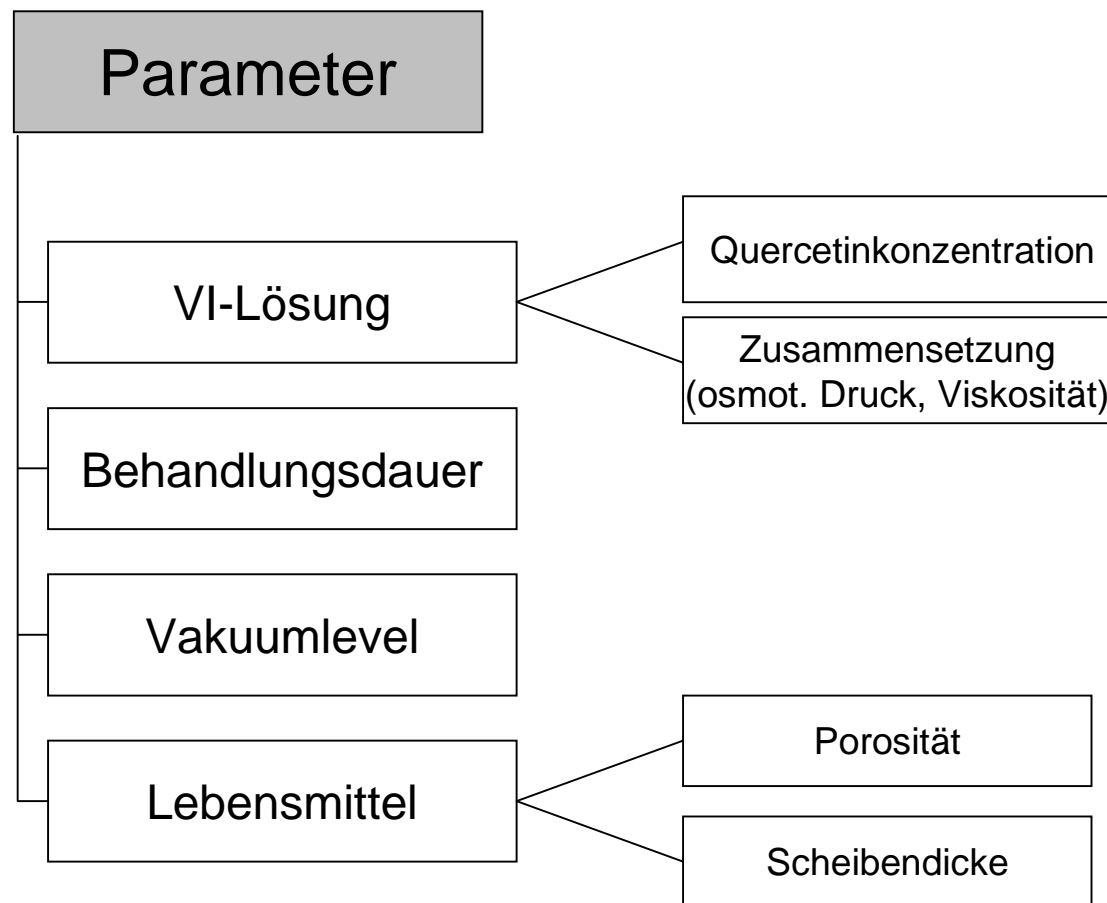 Parameter
VI-Lösung
Quercetinkonzentration
Zusammensetzung
(osmot. Druck, Viskosität)
Behandlungsdauer
Vakuumlevel
Lebensmittel
Porosität
Scheibendicke